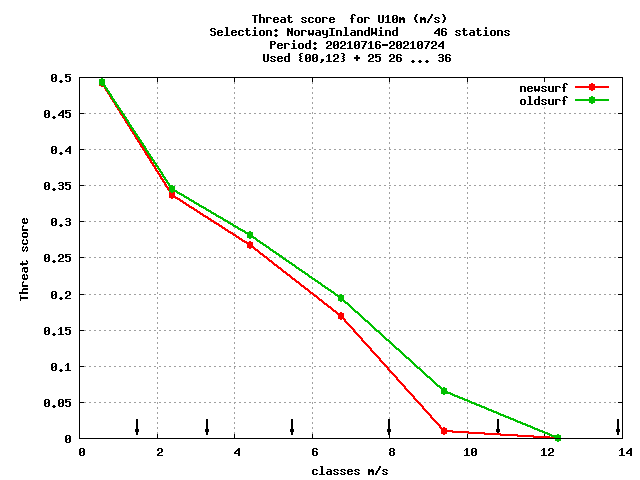 Threat score  for U10m (m/s)
Selection: NorwayInlandWind     46 stations
Period: 20210716-20210724
Used {00,12} + 25 26 ... 36
newsurf
oldsurf
0.5
0.45
0.4
0.35
0.3
0.25
0.2
0.15
0.1
0.05
0
Threat score
0 2 4 6 8 10 12 14
classes m/s